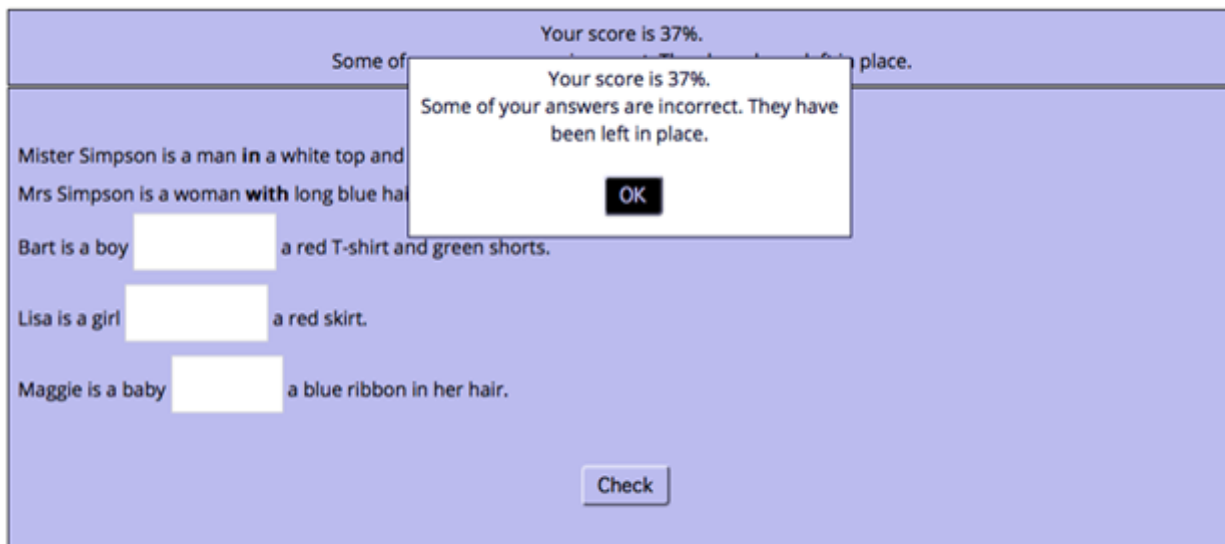 Your score is 37%.
Some of place.
Your score is 37%.
Some of your answers are incorrect. They have
been left in place.
OK
Mister Simpson is a man in a white top and
Mrs Simpson is a woman with long blue hai
Bart is a boy a red T-shirt and green shorts.
Lisa is a girl a red skirt.
Maggie is a baby a blue ribbon in her hair.
Check